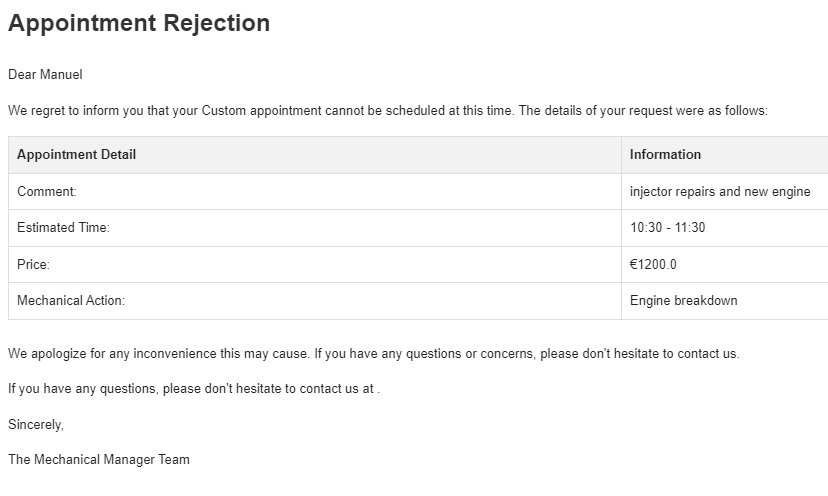 Appointment Rejection
Dear Manuel
We regret to inform you that your Custom appointment cannot be scheduled at this time. The details of your request were as follows:
Appointment Detail Information
Comment: injector repairs and new engine
Estimated Time: 10:30 - 11:30
Price: €1200.0
Mechanical Action: Engine breakdown
We apologize for any inconvenience this may cause. If you have any questions or concerns, please don't hesitate to contact us.
If you have any questions, please don't hesitate to contact us at .
Sincerely,
The Mechanical Manager Team